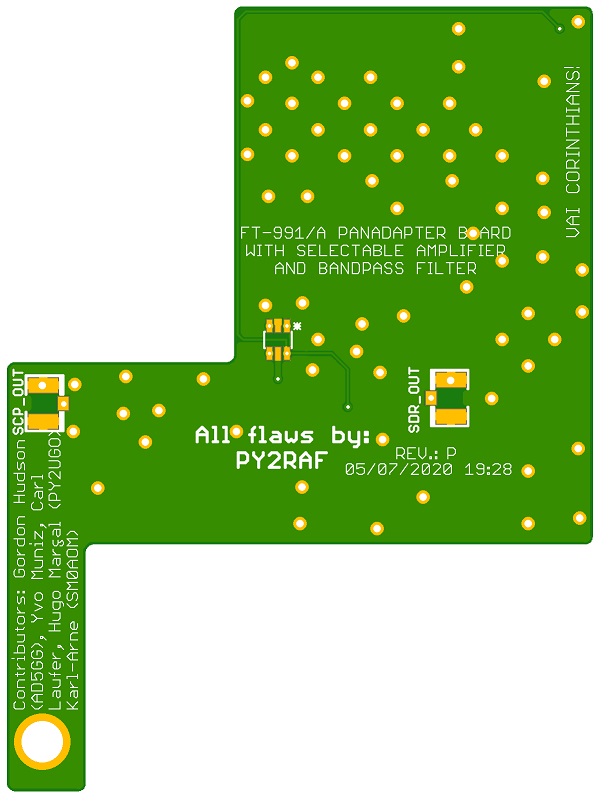 VAI CORINTHIANS!
FT-991/A PANADAPTER BOARD
WITH SELECTABLE AMPLIFIER
AND BANDPASS FILTER
SCP_OUT
SDR_OUT
All flaws by:
PY2RAF
REV.: P
05/07/2020 19:28
Contributors: Gordon Hudson
(AD5GG), Yvo Muniz, Carl
Laufer, Hugo Marçal (PY2UGO)
Karl-Arne (SM0AOM)